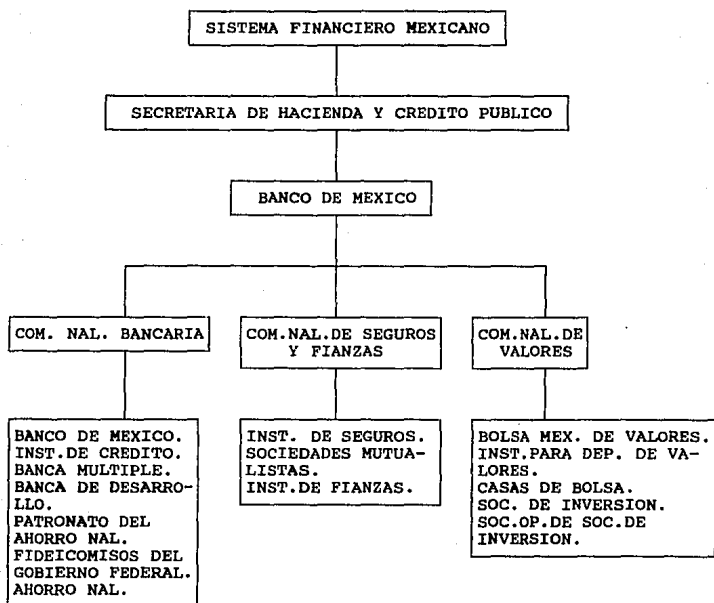 SISTEMA FINANCIERO MEXICANO
SECRETARIA DE HACIENDA Y CREDITO PUBLICO
BANCO DE MEXICO
COM. NAL. BANCARIA
COM.NAL.DE SEGUROS
Y FIANZAS
COM.NAL.DE
VALORES
BANCO DE MEXICO.
INST.DE CREDITO.
BANCA MULTIPLE.
BANCA DE DESARRO-
LLO.
PATRONATO DEL
AHORRO NAL.
FIDEICOMISOS DEL
GOBIERNO FEDERAL.
AHORRO NAL.
INST. DE SEGUROS.
SOCIEDADES MUTUA-
LISTAS.
INST.DE FIANZAS.
BOLSA MEX. DE VALORES.
INST.PARA DEP. DE VA-
LORES.
CASAS DE BOLSA.
SOC. DE INVERSION.
SOC.OP.DE SOC.DE
INVERSION.